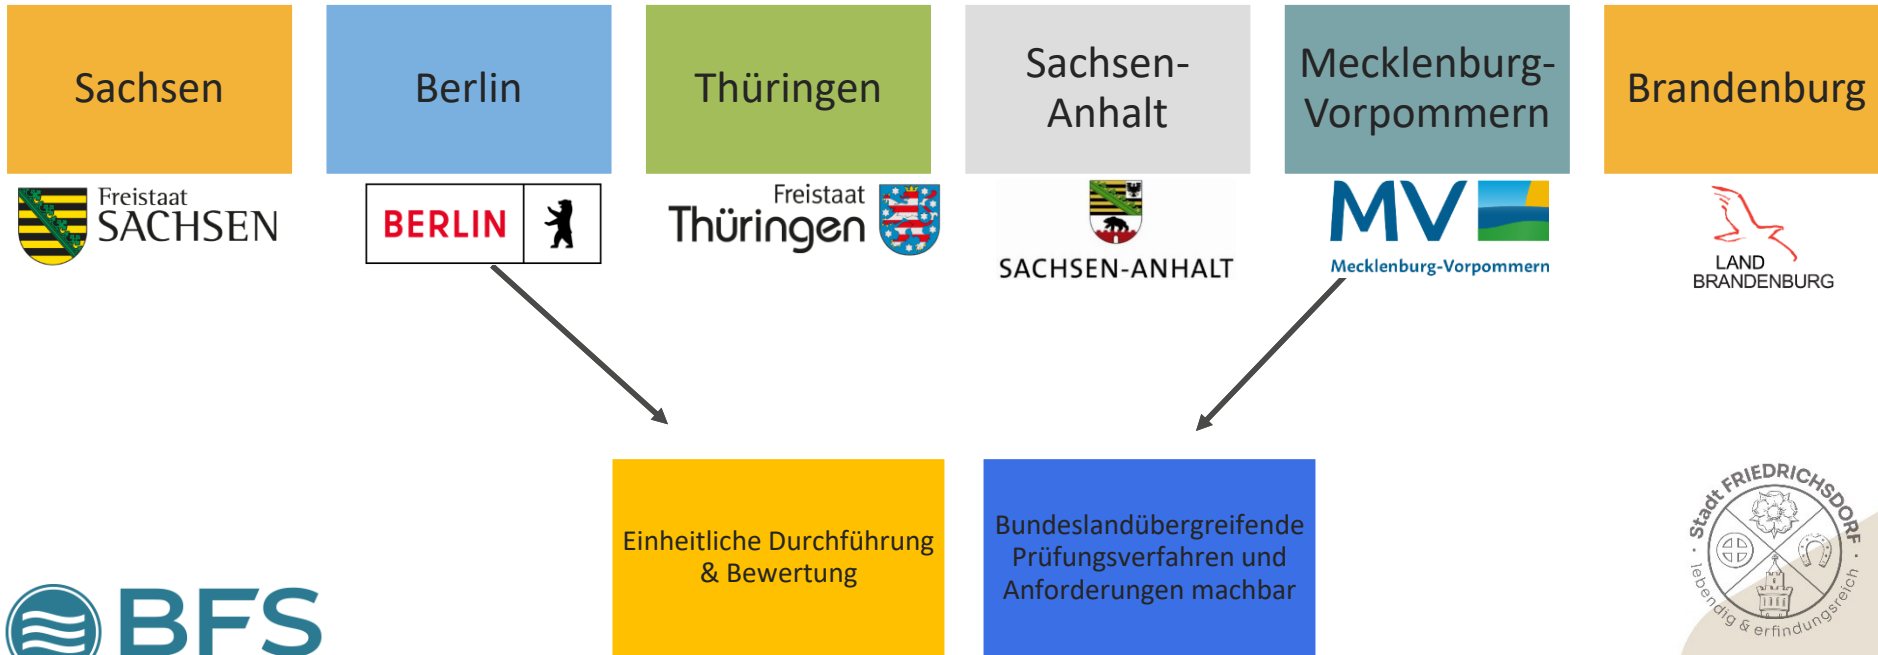 Sachsen
Berlin
Thüringen
Sachsen-
Anhalt
Mecklenburg-
Vorpommern
Brandenburg
Freistaat
SACHSEN
BERLIN
Freistaat
Thüringen
SACHSEN-ANHALT
MV
Mecklenburg-Vorpommern
LAND
BRANDENBURG
Einheitliche Durchführung
& Bewertung
Bundeslandübergreifende
Prüfungsverfahren und
Anforderungen machbar
BFS
· Stadt FRIEDRICHSDORF ·
lebendig & erfindungsreich